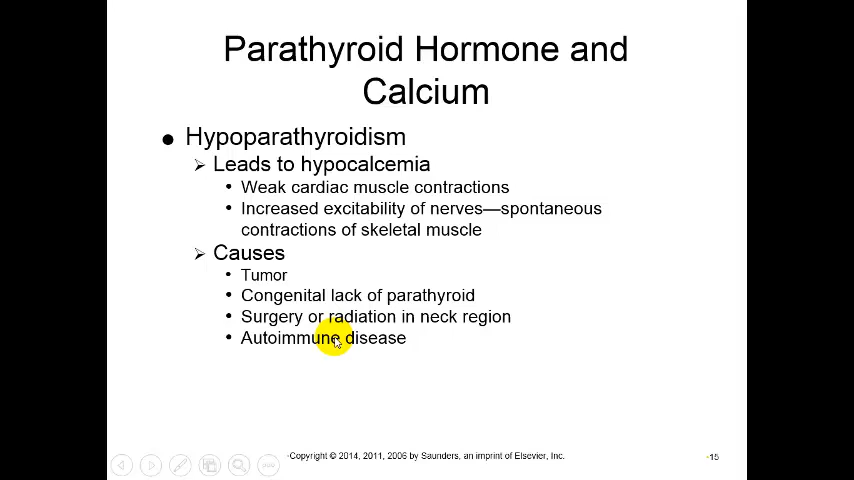 Parathyroid Hormone and
Calcium
● Hypoparathyroidism
➢ Leads to hypocalcemia
• Weak cardiac muscle contractions
• Increased excitability of nerves—spontaneous
contractions of skeletal muscle
➢ Causes
• Tumor
• Congenital lack of parathyroid
• Surgery or radiation in neck region
• Autoimmune disease
•Copyright © 2014, 2011, 2006 by Saunders, an imprint of Elsevier, Inc.
•15